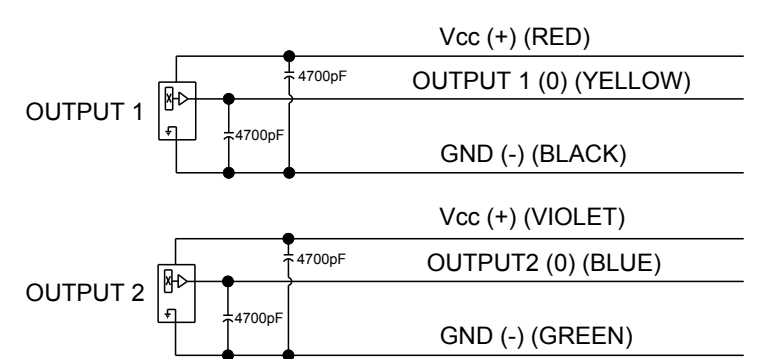 Vcc (+) (RED)
4700pF
OUTPUT 1 (0) (YELLOW)
OUTPUT 1
X
4700pF
GND (-) (BLACK)
Vcc (+) (VIOLET)
4700pF
OUTPUT2 (0) (BLUE)
X
OUTPUT 2
4700pF
GND (-) (GREEN)